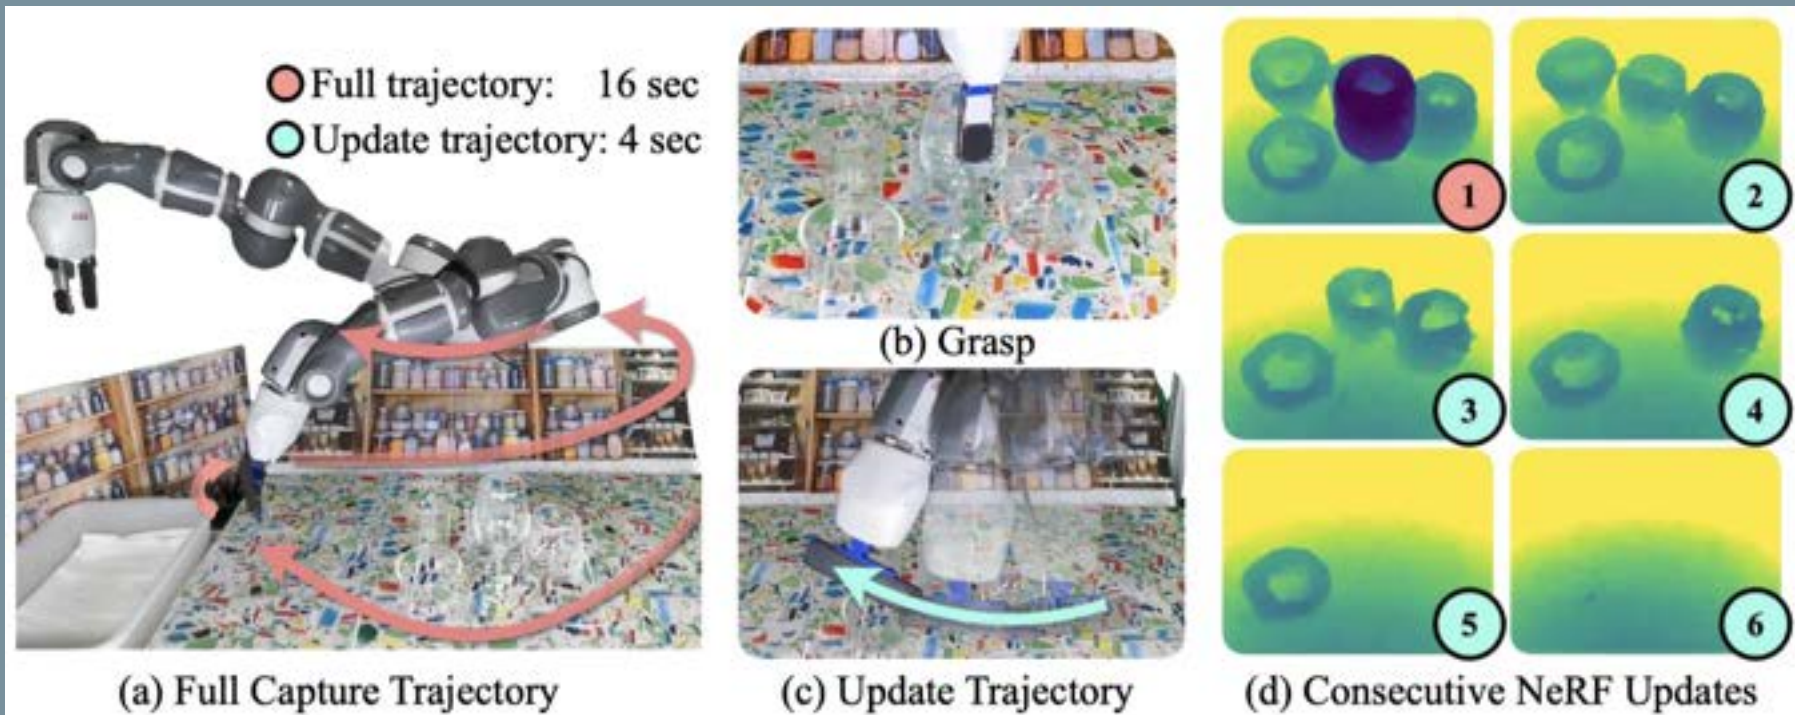 Full trajectory: 16 sec
Update trajectory: 4 sec
(a) Full Capture Trajectory
(b) Grasp
(c) Update Trajectory
1
2
3
4
5
6
(d) Consecutive NeRF Updates